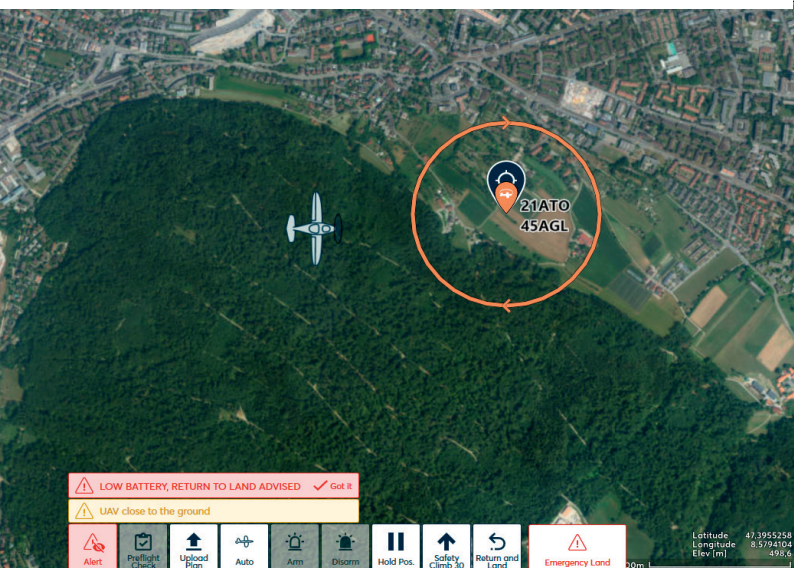 21ATO
45AGL
LOW BATTERY, RETURN TO LAND ADVISED Got it
UAV close to the ground
Alert
Preflight
Check
Upload
Plan
Auto
Arm
Disarm
Hold Pos.
Safety
Climb 30
Return and
Land
Emergency Land
00m
Latitude 47,3955258
Longitude 8,5794104
Elev [m] 498,6